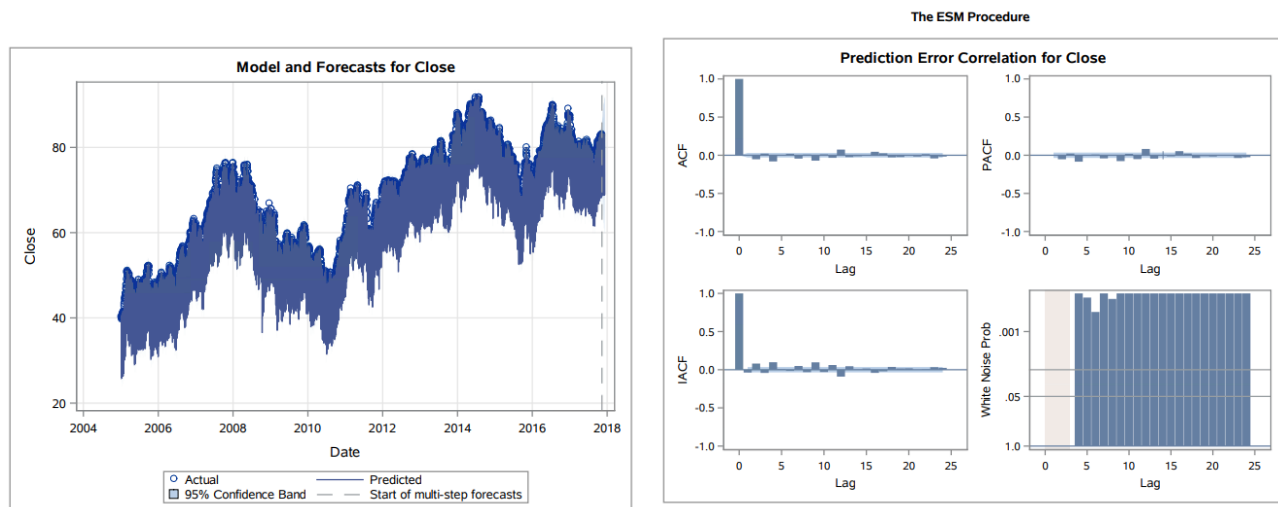 The ESM Procedure
Model and Forecasts for Close
Close
80
60
40
20
2004 2006 2008 2010 2012 2014 2016 2018
Date
Actual Predicted
95% Confidence Band Start of multi-step forecasts
Prediction Error Correlation for Close
ACF
1.0
0.5
0.0
-0.5
-1.0
0 5 10 15 20 25
Lag
PACF
1.0
0.5
0.0
-0.5
-1.0
0 5 10 15 20 25
Lag
IACF
1.0
0.5
0.0
-0.5
-1.0
0 5 10 15 20 25
Lag
White Noise Prob
.001
.05
1.0
0 5 10 15 20 25
Lag